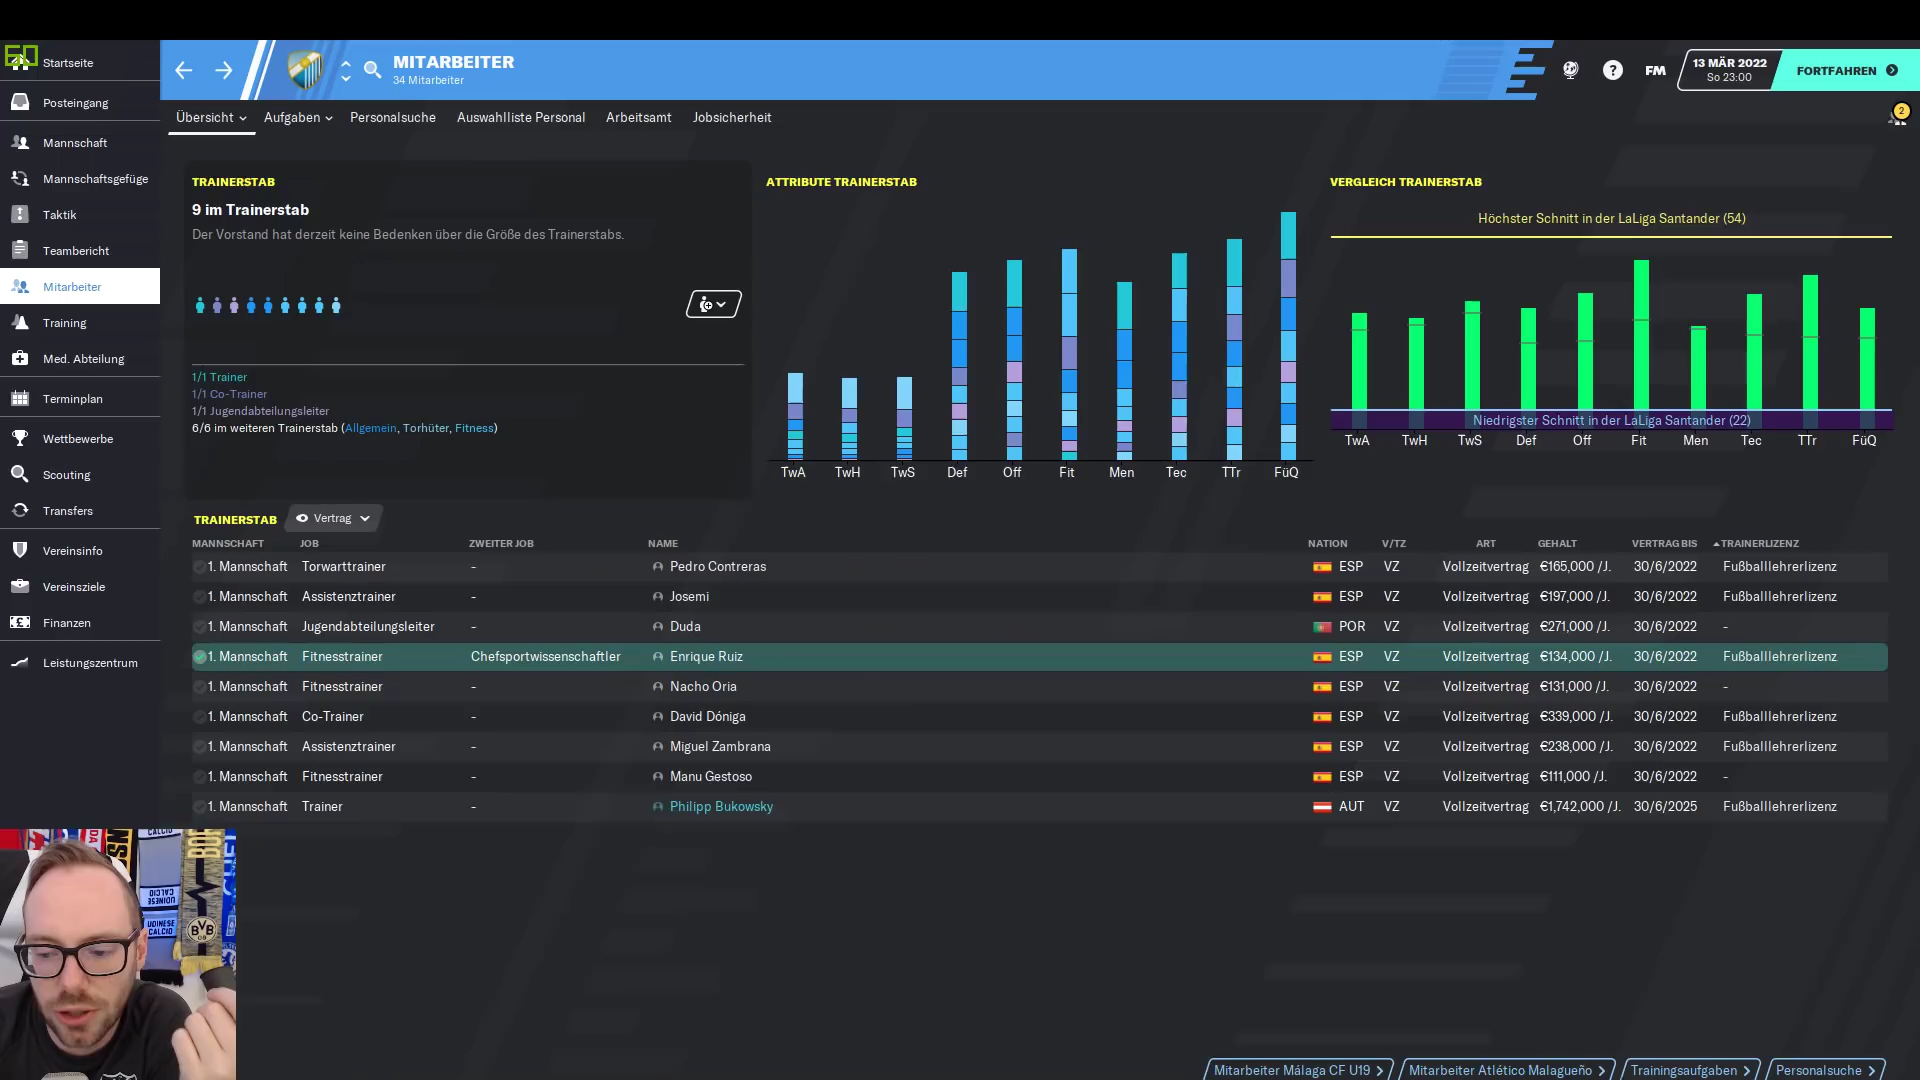 60
Startseite
MITARBEITER
34 Mitarbeiter
FM
13 MÄR 2022
So 23:00
FORTFAHREN
Posteingang
Übersicht
Aufgaben
Personalsuche
Auswahlliste Personal
Arbeitsamt
Jobsicherheit
2
Mannschaft
Mannschaftsgefüge
Taktik
Teambericht
Mitarbeiter
Training
Med. Abteilung
Terminplan
Wettbewerbe
Scouting
Transfers
Vereinsinfo
Vereinsziele
Finanzen
Leistungszentrum
TRAINERSTAB
9 im Trainerstab
Der Vorstand hat derzeit keine Bedenken über die Größe des Trainerstabs.
1/1 Trainer
1/1 Co-Trainer
1/1 Jugendabteilungsleiter
6/6 im weiteren Trainerstab (Allgemein, Torhüter, Fitness)
ATTRIBUTE TRAINERSTAB
TwA TwH TwS Def Off Fit Men Tec TTr FüQ
VERGLEICH TRAINERSTAB
Höchster Schnitt in der LaLiga Santander (54)
Niedrigster Schnitt in der LaLiga Santander (22)
TwA TwH TwS Def Off Fit Men Tec TTr FüQ
TRAINERSTAB Vertrag
MANNSCHAFT JOB ZWEITER JOB NAME NATION V/TZ ART GEHALT VERTRAG BIS TRAINERLIZENZ
1. Mannschaft Torwarttrainer - Pedro Contreras ESP VZ Vollzeitvertrag €165,000 /J. 30/6/2022 Fußballlehrerlizenz
1. Mannschaft Assistenztrainer - Josemi ESP VZ Vollzeitvertrag €197,000 /J. 30/6/2022 Fußballlehrerlizenz
1. Mannschaft Jugendabteilungsleiter - Duda POR VZ Vollzeitvertrag €271,000 /J. 30/6/2022 -
1. Mannschaft Fitnesstrainer Chefsportwissenschaftler Enrique Ruiz ESP VZ Vollzeitvertrag €134,000 /J. 30/6/2022 Fußballlehrerlizenz
1. Mannschaft Fitnesstrainer - Nacho Oria ESP VZ Vollzeitvertrag €131,000 /J. 30/6/2022 -
1. Mannschaft Co-Trainer - David Dóniga ESP VZ Vollzeitvertrag €339,000 /J. 30/6/2022 Fußballlehrerlizenz
1. Mannschaft Assistenztrainer - Miguel Zambrana ESP VZ Vollzeitvertrag €238,000 /J. 30/6/2022 Fußballlehrerlizenz
1. Mannschaft Fitnesstrainer - Manu Gestoso ESP VZ Vollzeitvertrag €111,000 /J. 30/6/2022 -
1. Mannschaft Trainer - Philipp Bukowsky AUT VZ Vollzeitvertrag €1,742,000 /J. 30/6/2025 Fußballlehrerlizenz
CALCIO
UDINESE
CALCIO
BVB
09
Mitarbeiter Málaga CF U19
Mitarbeiter Atlético Malagueño
Trainingsaufgaben
Personalsuche